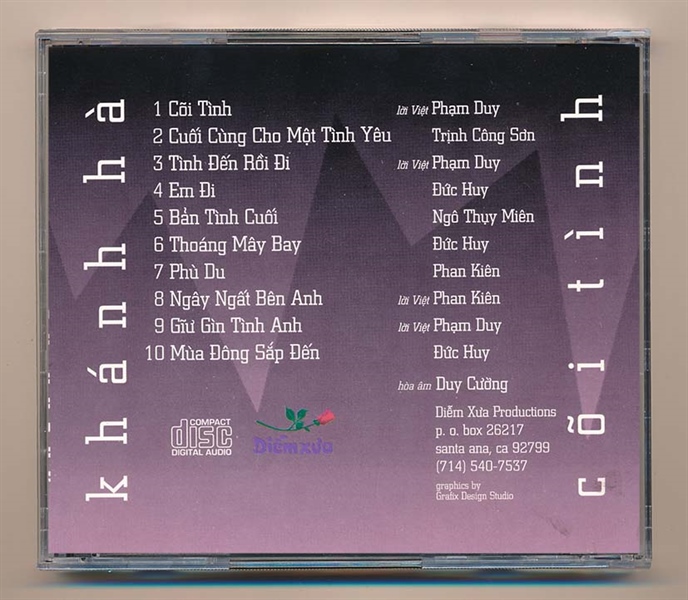 khánh hà
1 Cõi Tình lời Việt Phạm Duy
2 Cuối Cùng Cho Một Tình Yêu Trịnh Công Sơn
3 Tình Đến Rồi Đi lời Việt Phạm Duy
4 Em Đi Đức Huy
5 Bản Tình Cuối Ngô Thụy Miên
6 Thoáng Mây Bay Đức Huy
7 Phù Du Phan Kiên
8 Ngây Ngất Bên Anh lời Việt Phan Kiên
9 Giữ Gìn Tình Anh lời Việt Phạm Duy
10 Mùa Đông Sắp Đến Đức Huy
hòa âm Duy Cường
COMPACT
disc
DIGITAL AUDIO
Diễm xưa
Diễm Xưa Productions
p. o. box 26217
santa ana, ca 92799
(714) 540-7537
graphics by
Grafix Design Studio
cõi tình